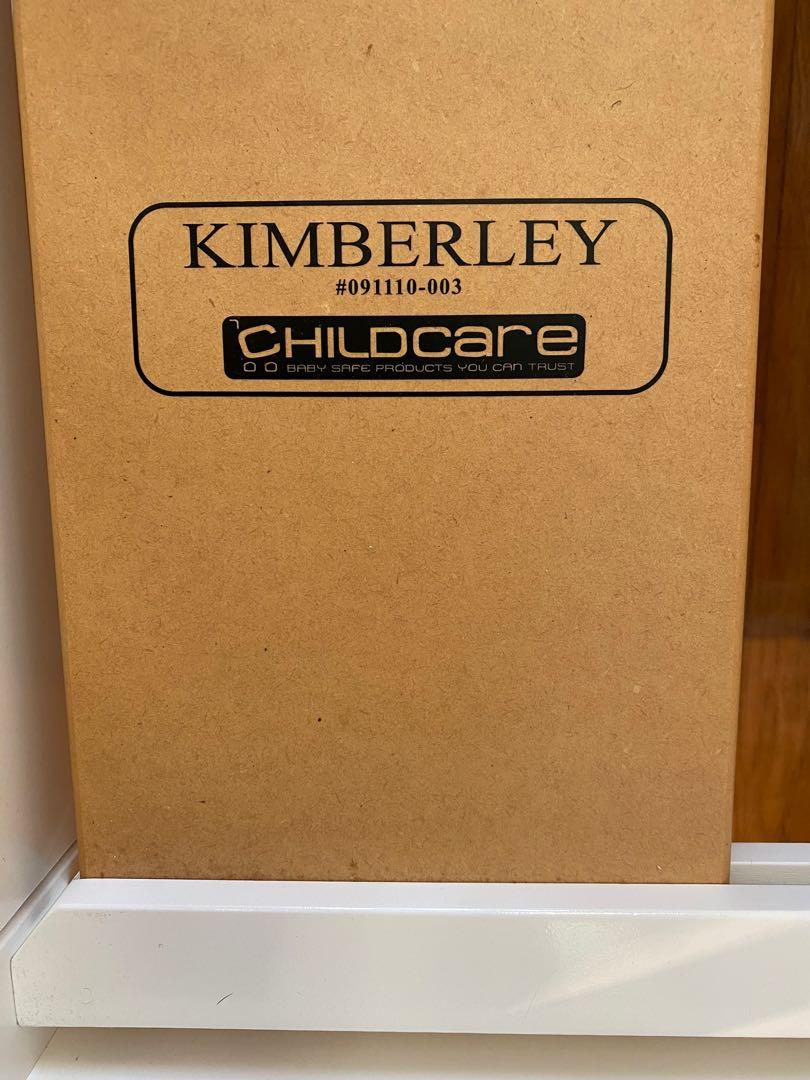 KIMBERLEY
#091110-003
CHILDCare
BABY SAFE PRODUCTS YOU CAN TRUST